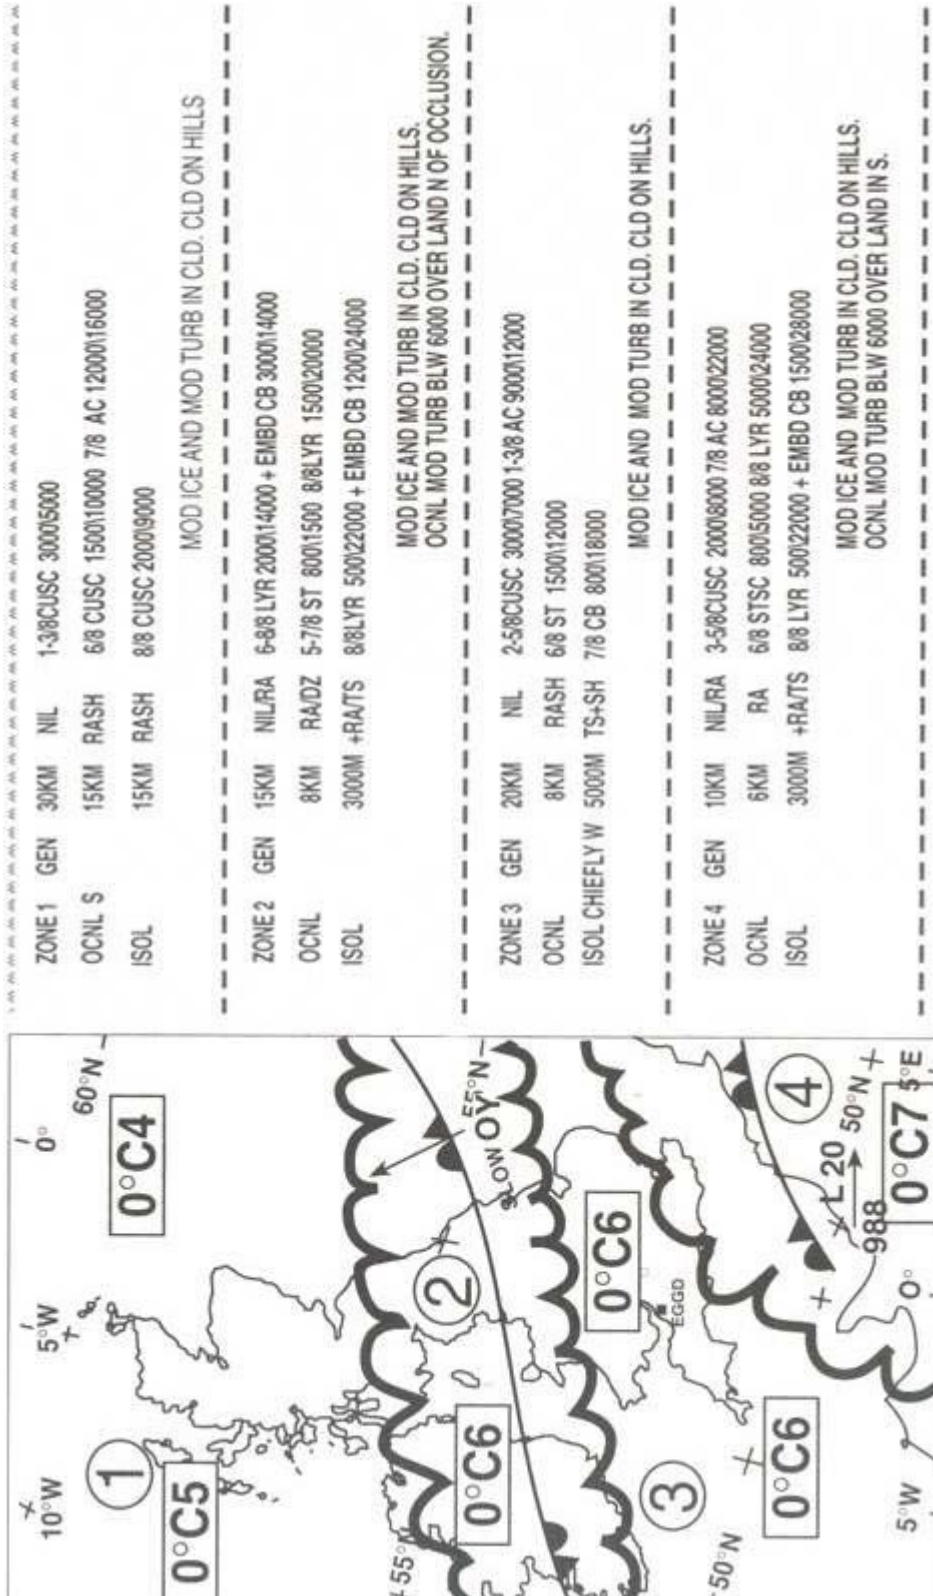 ZONE 1 GEN 30KM NIL 1-3/8CUSC 3000\5000
OCNL S 15KM RASH 6/8 CUSC 1500\10000 7/8 AC 12000\16000
ISOL 15KM RASH 8/8 CUSC 2000\9000
MOD ICE AND MOD TURB IN CLD. CLD ON HILLS
ZONE 2 GEN 15KM NIL/RA 6-8/8 LYR 2000\14000 + EMBD CB 3000\14000
OCNL 8KM RA/DZ 5-7/8 ST 800\1500 8/8LYR 1500\20000
ISOL 3000M +RA/TS 8/8LYR 500\22000 + EMBD CB 1200\24000
MOD ICE AND MOD TURB IN CLD. CLD ON HILLS.
OCNL MOD TURB BLW 6000 OVER LAND N OF OCCLUSION.
ZONE 3 GEN 20KM NIL 2-5/8CUSC 3000\7000 1-3/8 AC 9000\12000
OCNL 8KM RASH 6/8 ST 1500\12000
ISOL CHIEFLY W 5000M TS+SH 7/8 CB 800\18000
MOD ICE AND MOD TURB IN CLD. CLD ON HILLS.
ZONE 4 GEN 10KM NIL/RA 3-5/8CUSC 2000\8000 7/8 AC 8000\22000
OCNL 6KM RA 6/8 STSC 800\5000 8/8 LYR 5000\24000
ISOL 3000M +RA/TS 8/8 LYR 500\22000 + EMBD CB 1500\28000
MOD ICE AND MOD TURB IN CLD. CLD ON HILLS.
OCNL MOD TURB BLW 6000 OVER LAND IN S.
10°W 5°W 0°
60°N
1
0°C4
0°C5
55°N
2
SLOW OY
55°N
0°C6
0°C6
EGGD
3
0°C6
4
50°N
50°N
L 20
988
0°C7
5°W 0° 5°E